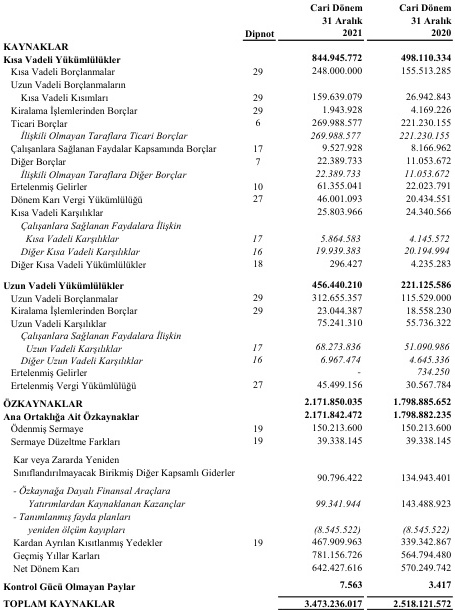 Cari Dönem Cari Dönem
31 Aralık 31 Aralık
Dipnot 2021 2020
KAYNAKLAR
Kısa Vadeli Yükümlülükler 844.945.772 498.110.334
Kısa Vadeli Borçlanmalar 29 248.000.000 155.513.285
Uzun Vadeli Borçlanmaların
Kısa Vadeli Kısımları 29 159.639.079 26.942.843
Kiralama İşlemlerinden Borçlar 29 1.943.928 4.169.226
Ticari Borçlar 6 269.988.577 221.230.155
İlişkili Olmayan Taraflara Ticari Borçlar 269.988.577 221.230.155
Çalışanlara Sağlanan Faydalar Kapsamında Borçlar 17 9.527.928 8.166.962
Diğer Borçlar 7 22.389.733 11.053.672
İlişkili Olmayan Taraflara Diğer Borçlar 22.389.733 11.053.672
Ertelenmiş Gelirler 10 61.355.041 22.023.791
Dönem Karı Vergi Yükümlülüğü 27 46.001.093 20.434.551
Kısa Vadeli Karşılıklar 25.803.966 24.340.566
Çalışanlara Sağlanan Faydalara İlişkin
Kısa Vadeli Karşılıklar 17 5.864.583 4.145.572
Diğer Kısa Vadeli Karşılıklar 16 19.939.383 20.194.994
Diğer Kısa Vadeli Yükümlülükler 18 296.427 4.235.283
Uzun Vadeli Yükümlülükler 456.440.210 221.125.586
Uzun Vadeli Borçlanmalar 29 312.655.357 115.529.000
Kiralama İşlemlerinden Borçlar 29 23.044.387 18.558.230
Uzun Vadeli Karşılıklar 75.241.310 55.736.322
Çalışanlara Sağlanan Faydalara İlişkin
Uzun Vadeli Karşılıklar 17 68.273.836 51.090.986
Diğer Uzun Vadeli Karşılıklar 16 6.967.474 4.645.336
Ertelenmiş Gelirler - 734.250
Ertelenmiş Vergi Yükümlülüğü 27 45.499.156 30.567.784
ÖZKAYNAKLAR 2.171.850.035 1.798.885.652
Ana Ortaklığa Ait Özkaynaklar 2.171.842.472 1.798.882.235
Ödenmiş Sermaye 19 150.213.600 150.213.600
Sermaye Düzeltme Farkları 19 39.338.145 39.338.145
Kar veya Zararda Yeniden
Sınıflandırılmayacak Birikmiş Diğer Kapsamlı Giderler 90.796.422 134.943.401
- Özkaynağa Dayalı Finansal Araçlara
Yatırımlardan Kaynaklanan Kazançlar 99.341.944 143.488.923
- Tanımlanmış fayda planları
yeniden ölçüm kayıpları (8.545.522) (8.545.522)
Kardan Ayrılan Kısıtlanmış Yedekler 19 467.909.963 339.342.867
Geçmiş Yıllar Karları 781.156.726 564.794.480
Net Dönem Karı 642.427.616 570.249.742
Kontrol Gücü Olmayan Paylar 7.563 3.417
TOPLAM KAYNAKLAR 3.473.236.017 2.518.121.572